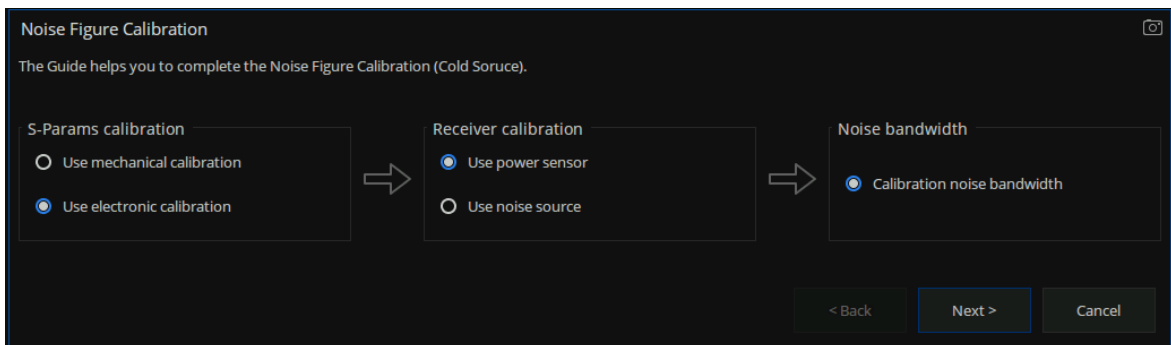 Noise Figure Calibration
The Guide helps you to complete the Noise Figure Calibration (Cold Soruce).
S-Params calibration
Use mechanical calibration
Use electronic calibration
Receiver calibration
Use power sensor
Use noise source
Noise bandwidth
Calibration noise bandwidth
< Back
Next >
Cancel